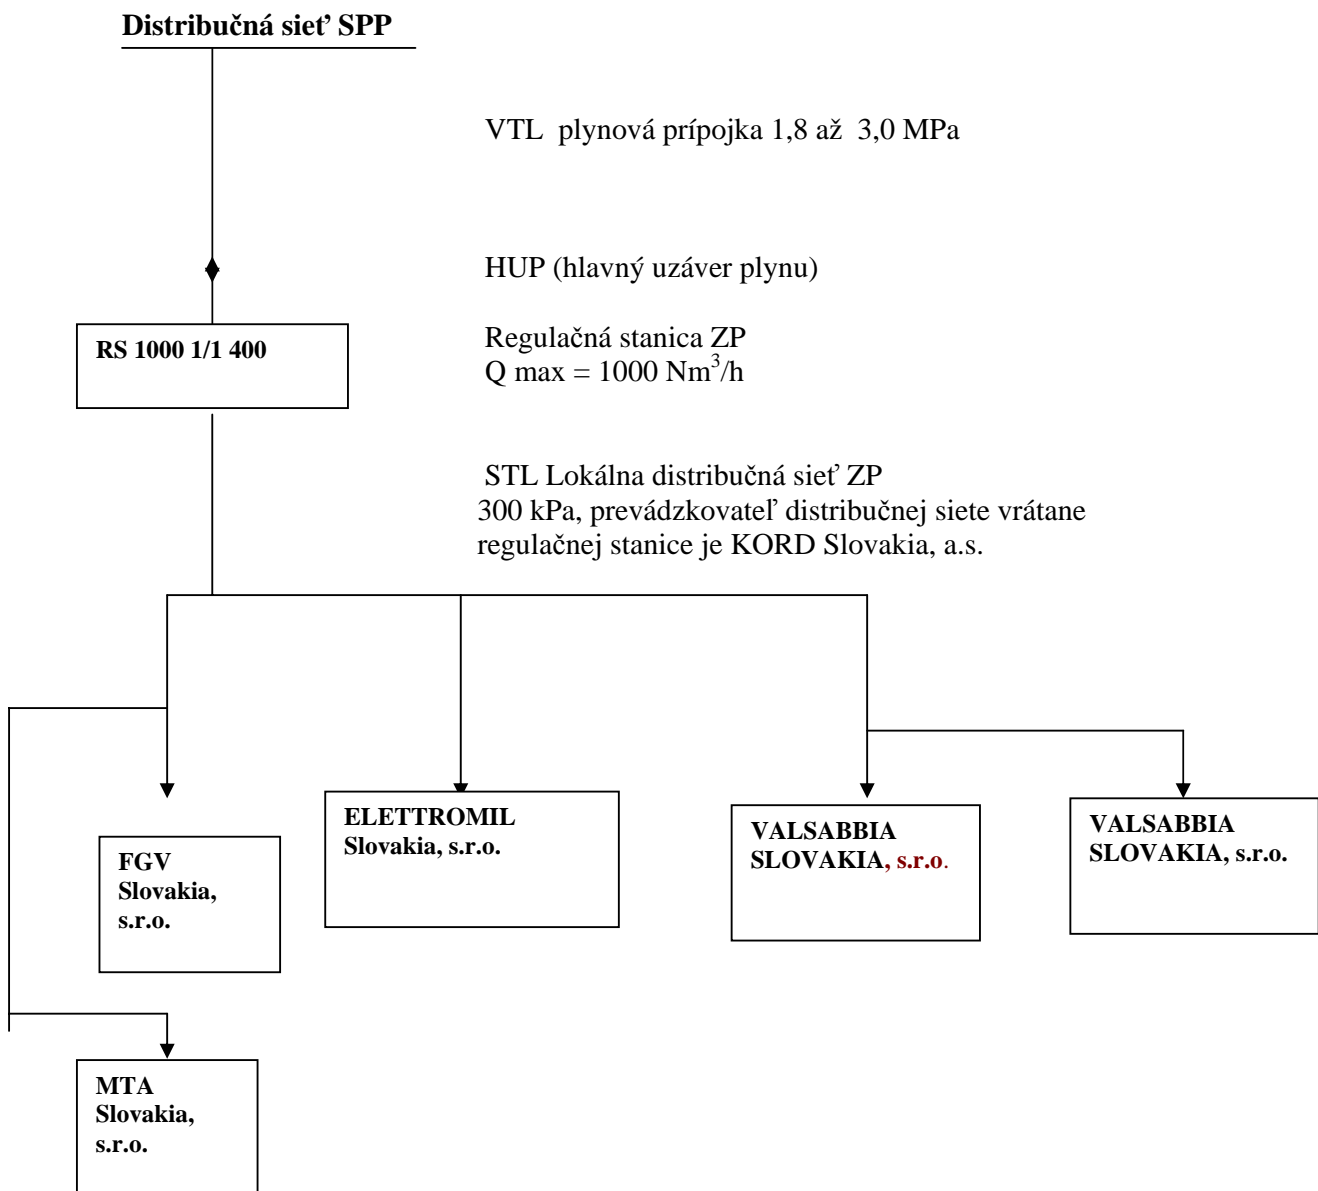 Distribučná sieť SPP
VTL plynová prípojka 1,8 až 3,0 MPa
HUP (hlavný uzáver plynu)
RS 1000 1/1 400
Regulačná stanica ZP
Q max = 1000 Nm³/h
STL Lokálna distribučná sieť ZP
300 kPa, prevádzkovateľ distribučnej siete vrátane
regulačnej stanice je KORD Slovakia, a.s.
FGV
Slovakia,
s.r.o.
ELETTROMIL
Slovakia, s.r.o.
VALSABBIA
SLOVAKIA, s.r.o.
VALSABBIA
SLOVAKIA, s.r.o.
MTA
Slovakia,
s.r.o.